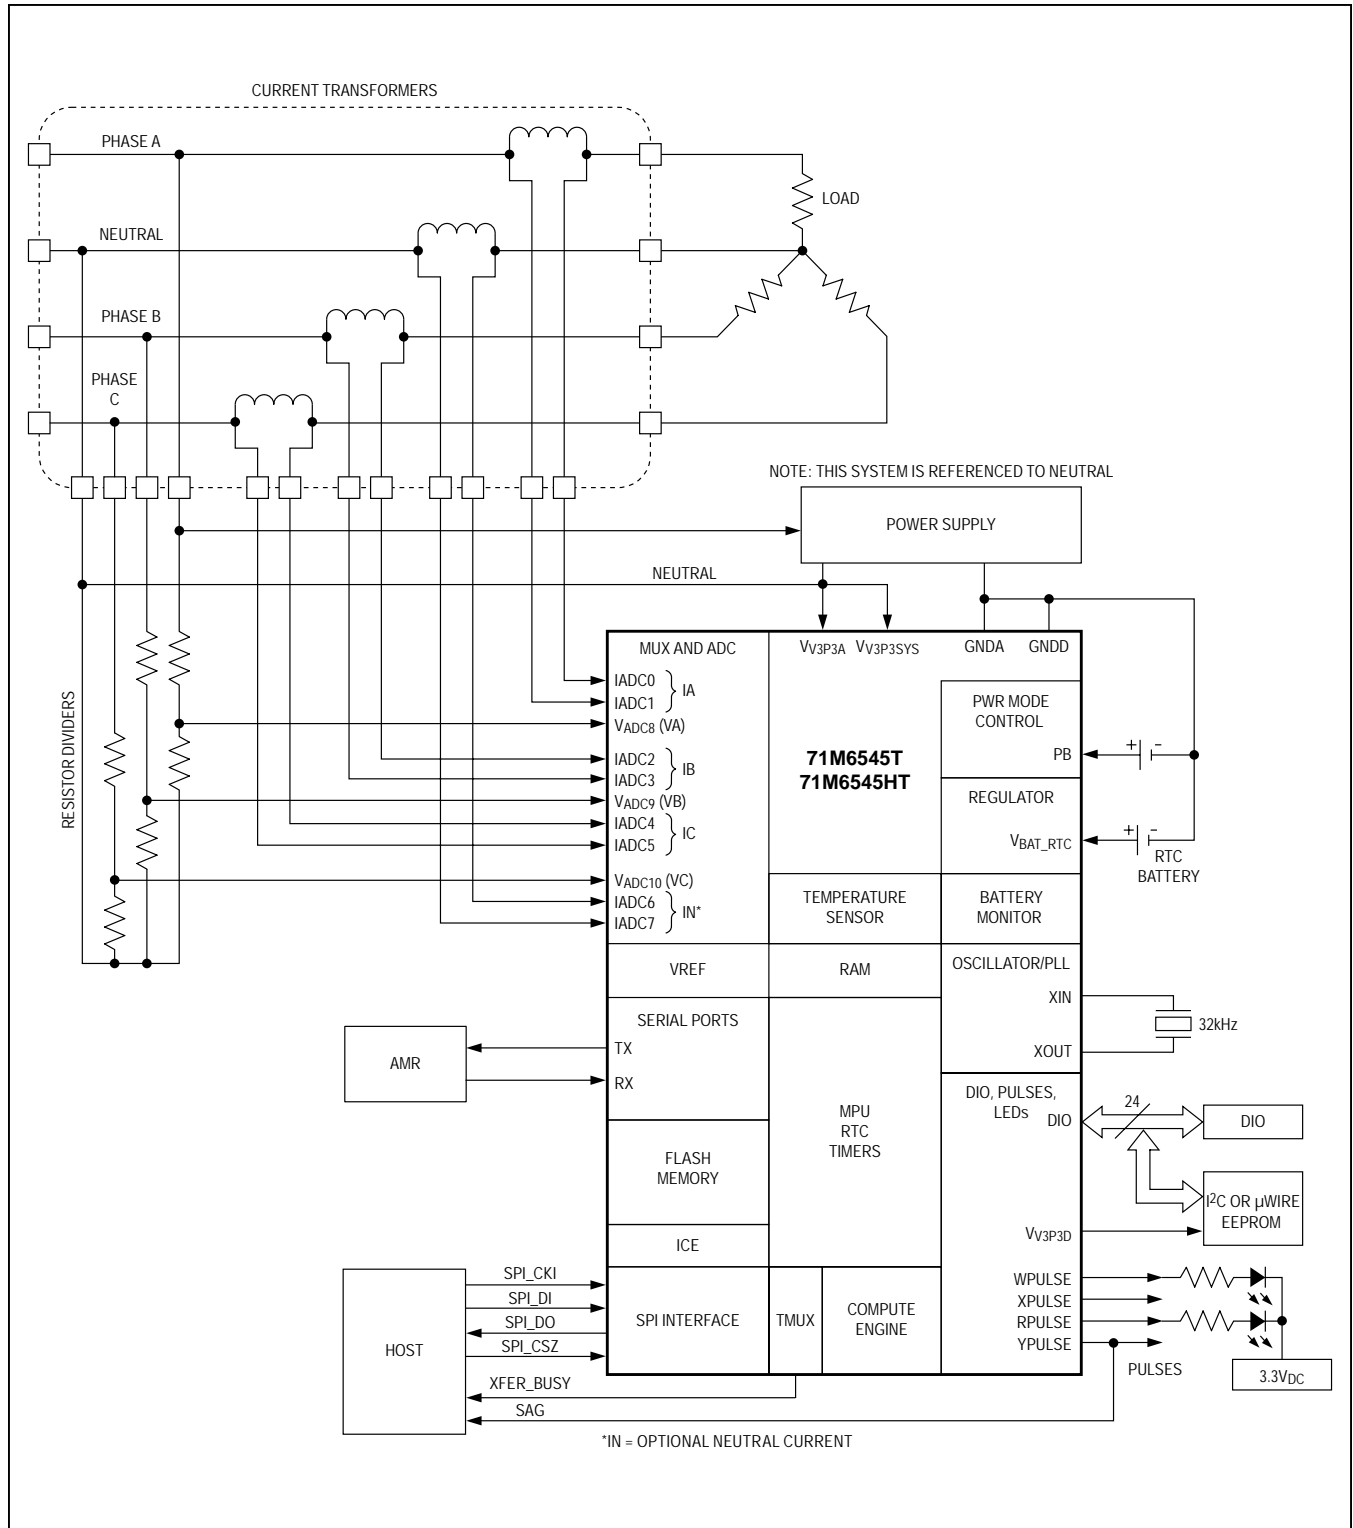 CURRENT TRANSFORMERS
PHASE A
LOAD
NEUTRAL
PHASE B
PHASE
C
NOTE: THIS SYSTEM IS REFERENCED TO NEUTRAL
POWER SUPPLY
NEUTRAL
RESISTOR DIVIDERS
MUX AND ADC
VV3P3A VV3P3SYS
GNDA GNDD
IADC0
IADC1
IA
VADC8 (VA)
IADC2
IADC3
IB
VADC9 (VB)
IADC4
IADC5
IC
VADC10 (VC)
IADC6
IADC7
IN*
71M6545T
71M6545HT
PWR MODE
CONTROL
PB
+ -
REGULATOR
VBAT_RTC
+ -
RTC
BATTERY
TEMPERATURE
SENSOR
BATTERY
MONITOR
VREF
RAM
OSCILLATOR/PLL
XIN
XOUT
32kHz
AMR
SERIAL PORTS
TX
RX
MPU
RTC
TIMERS
DIO, PULSES,
LEDs
DIO
24
DIO
I2C OR µWIRE
EEPROM
FLASH
MEMORY
ICE
VV3P3D
HOST
SPI_CKI
SPI_DI
SPI_DO
SPI_CSZ
SPI INTERFACE
TMUX
COMPUTE
ENGINE
WPULSE
XPULSE
RPULSE
YPULSE
PULSES
3.3VDC
XFER_BUSY
SAG
*IN = OPTIONAL NEUTRAL CURRENT